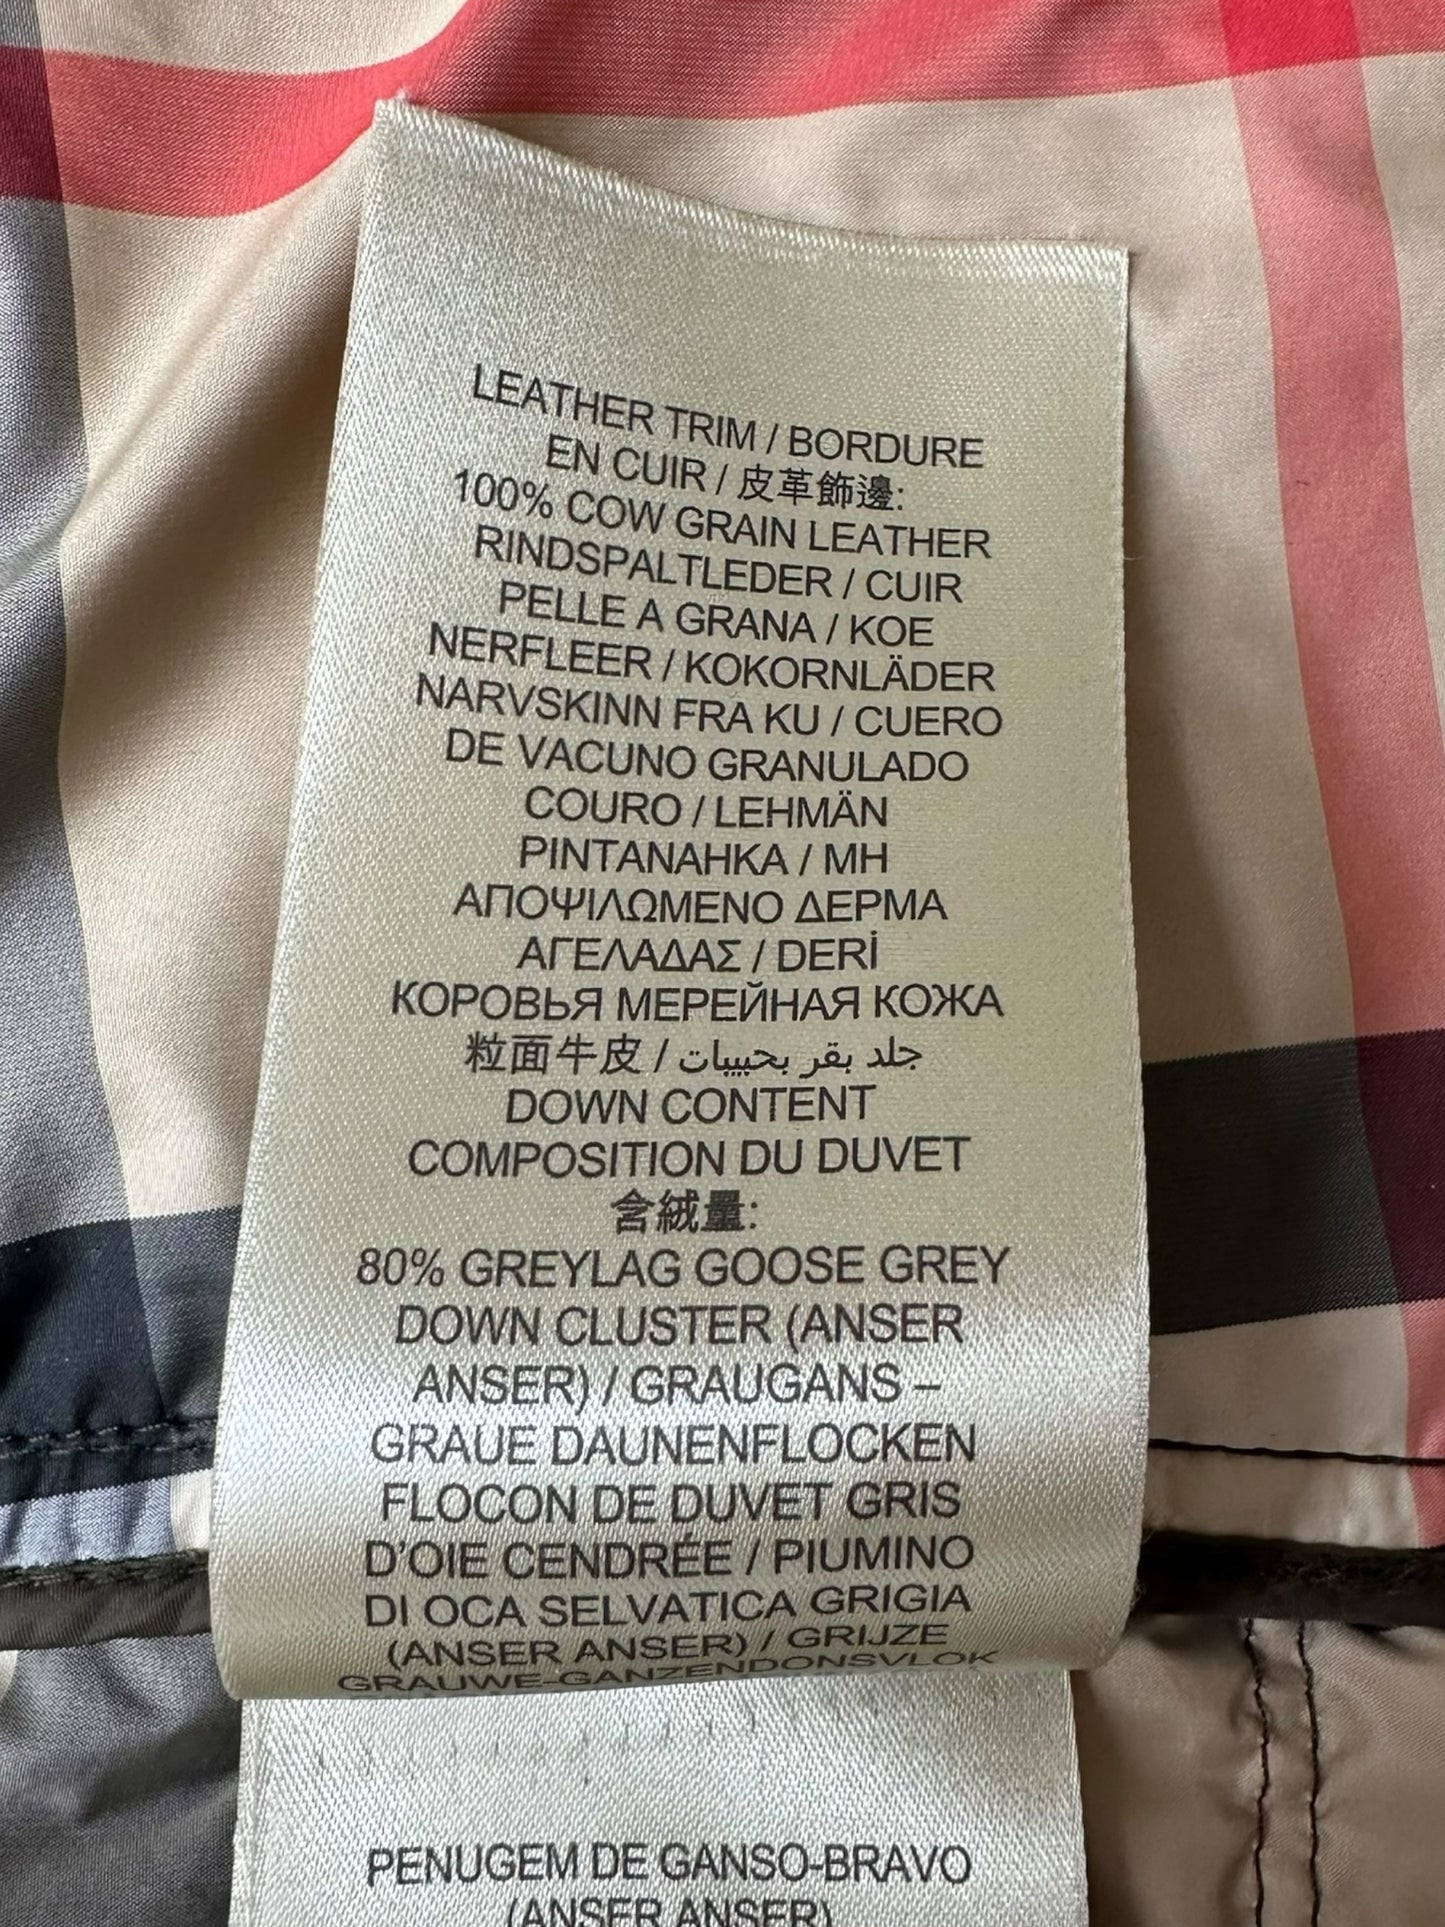 LEATHER TRIM / BORDURE
EN CUIR / 皮革飾邊:
100% COW GRAIN LEATHER
RINDSPALTLEDER / CUIR
PELLE A GRANA / KOE
NERFLEER / KOKORNLÄDER
NARVSKINN FRA KU / CUERO
DE VACUNO GRANULADO
COURO / LEHMÄN
PINTANAHKA / MH
ΑΠΟΨΙΛΩΜΕΝΟ ΔΕΡΜΑ
ΑΓΕΛΑΔΑΣ / DERİ
КОРОВЬЯ МЕРЕЙНАЯ КОЖА
粒面牛皮 / جلد بقر بحبيبات
DOWN CONTENT
COMPOSITION DU DUVET
含絨量:
80% GREYLAG GOOSE GREY
DOWN CLUSTER (ANSER
ANSER) / GRAUGANS –
GRAUE DAUNENFLOCKEN
FLOCON DE DUVET GRIS
D'OIE CENDRÉE / PIUMINO
DI OCA SELVATICA GRIGIA
(ANSER ANSER) / GRIJZE
GRAUWE-GANZENDONSVLOK
PENUGEM DE GANSO-BRAVO
(ANSER ANSER)